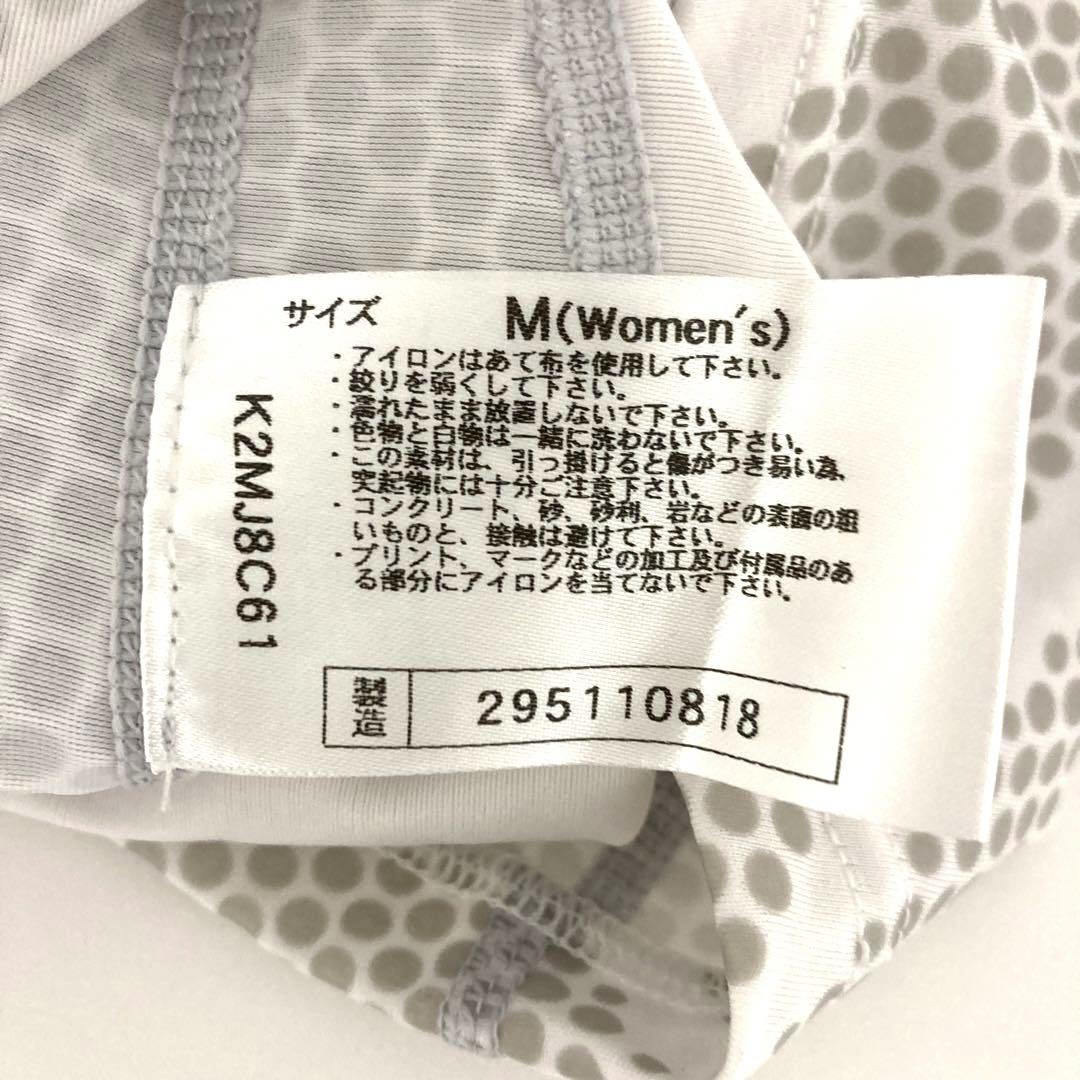 サイズ M(Women's)
・アイロンはあて布を使用して下さい。
・絞りを弱くして下さい。
・濡れたまま放置しないで下さい。
・色物と白物は一緒に洗わないで下さい。
・この素材は、引っ掛けると傷がつき易い為、
突起物には十分ご注意下さい。
・コンクリート、砂、砂利、岩などの表面の粗
いものと、接触は避けて下さい。
・プリント、マークなどの加工及び付属品のあ
る部分にアイロンを当てないで下さい。
K2MJ8C61
製造 295110818